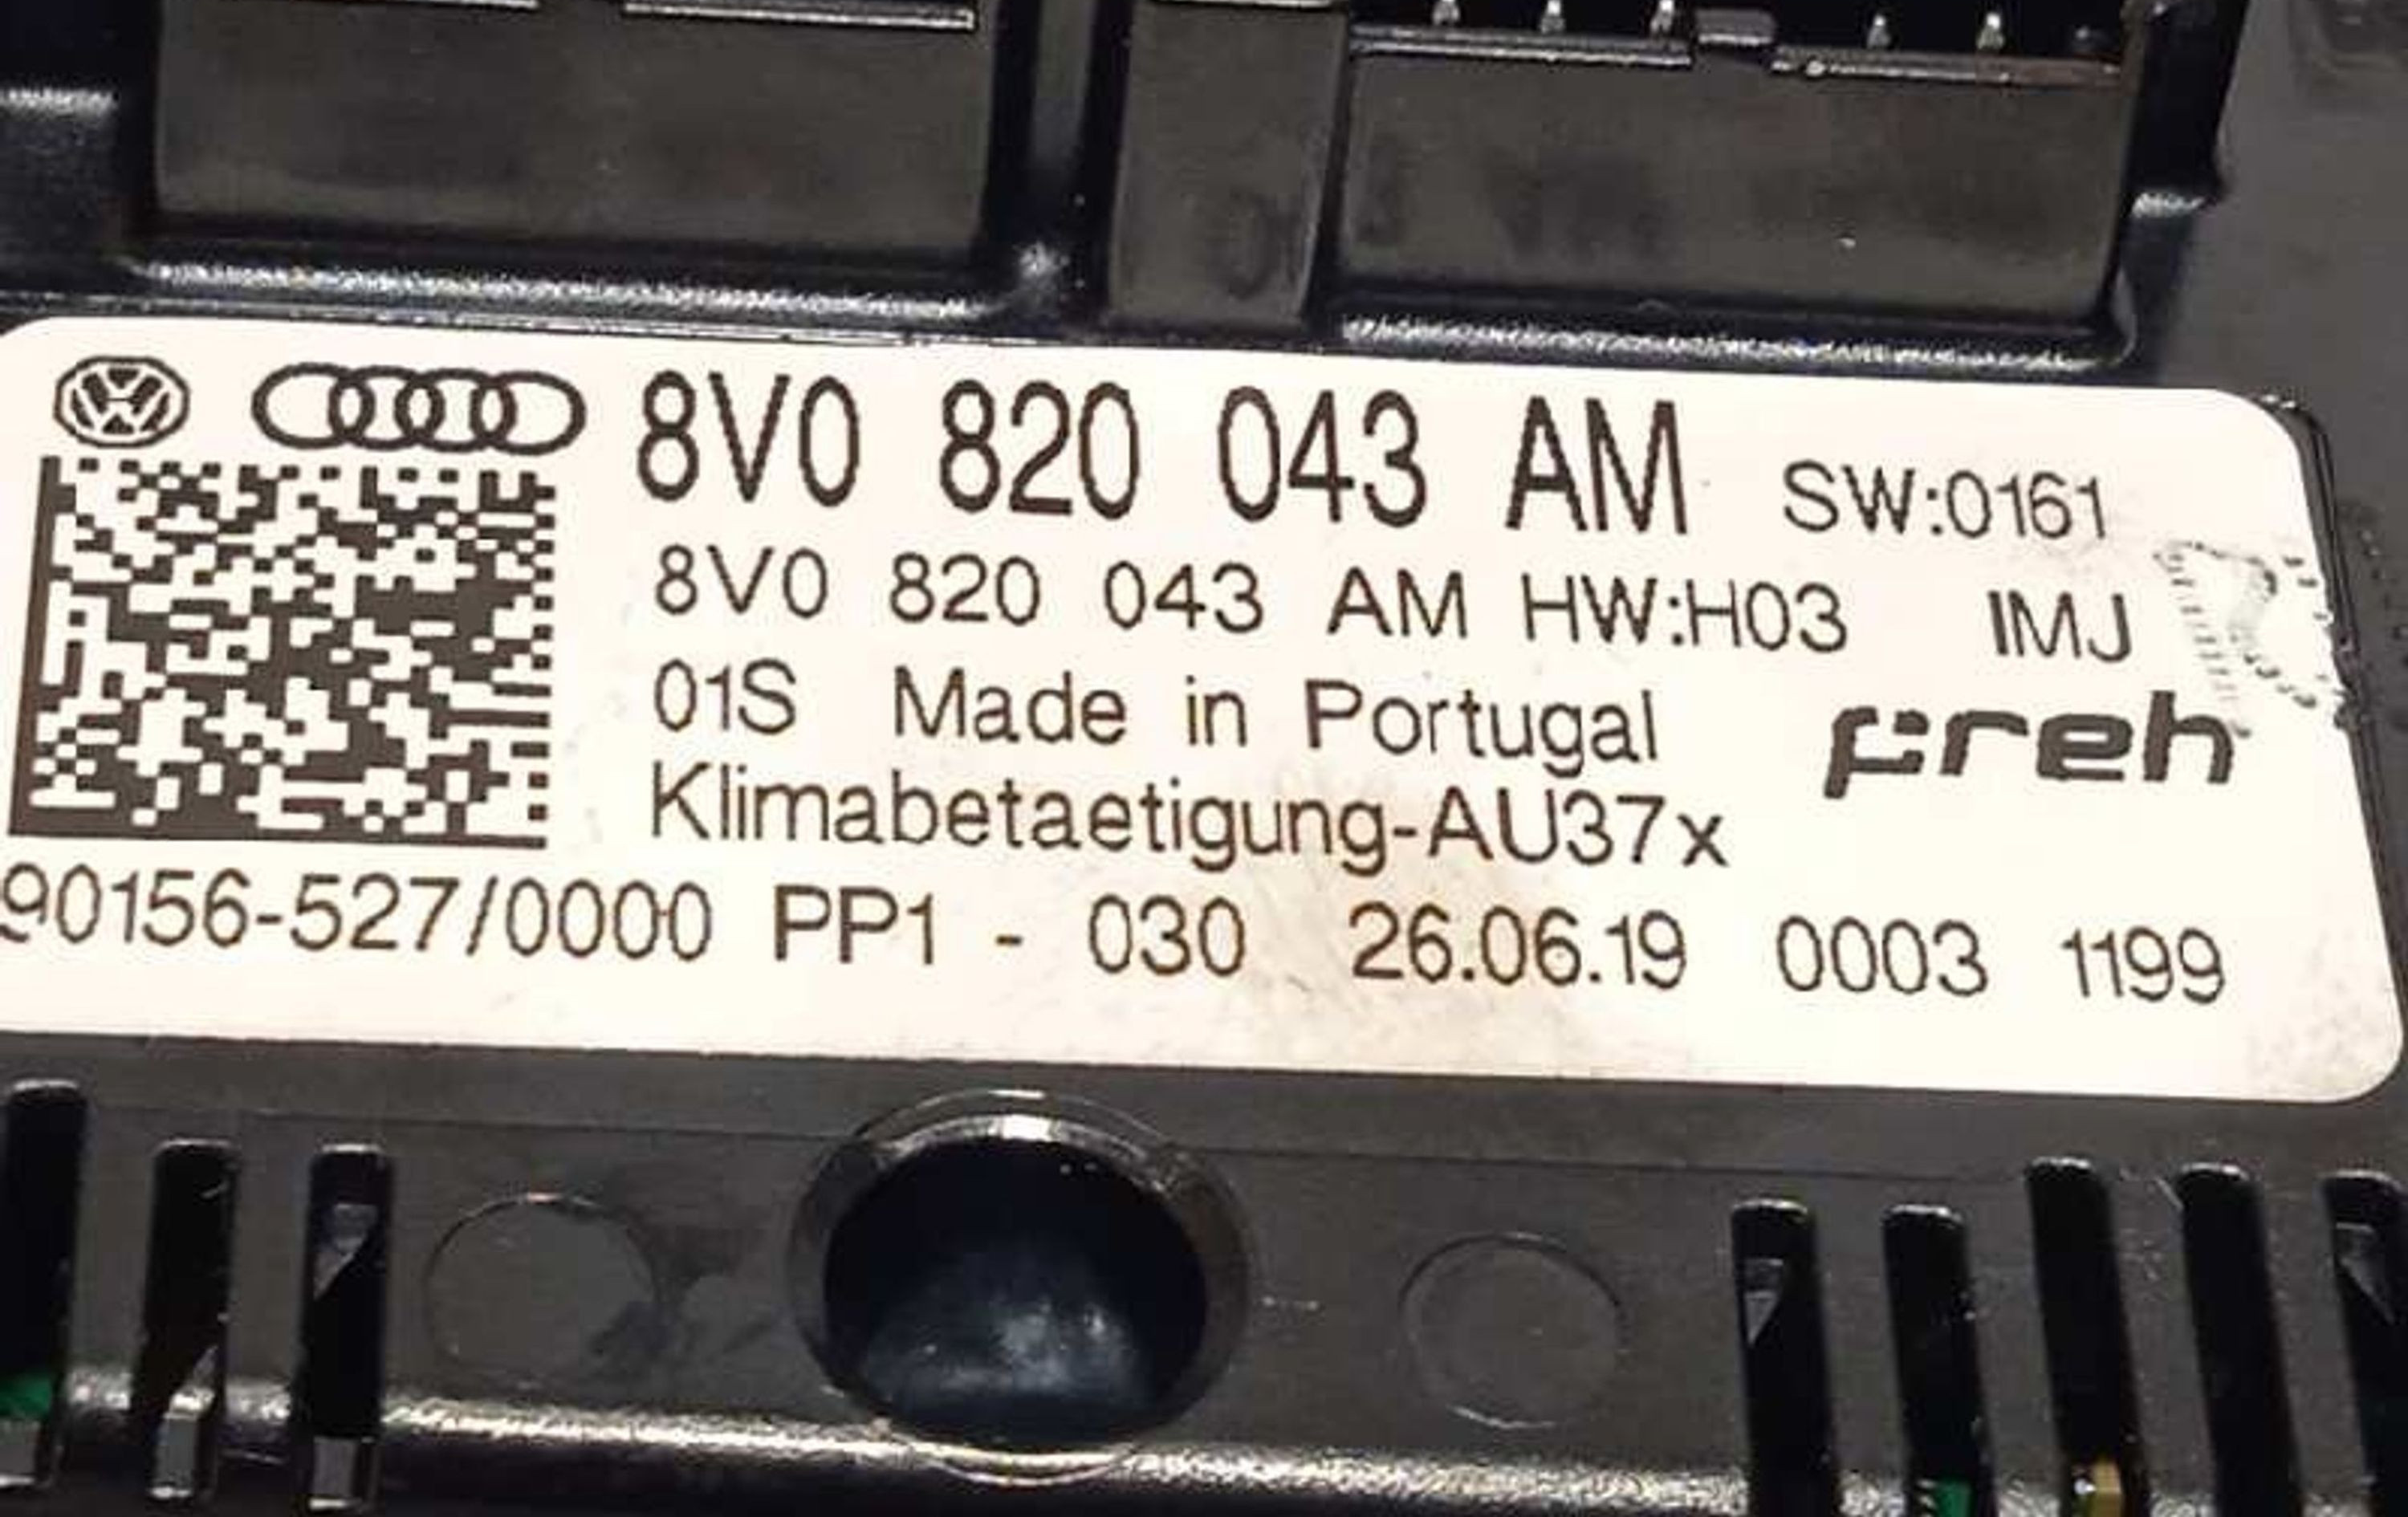 8V0 820 043 AM SW:0161
8V0 820 043 AM HW:H03 IMJ
01S Made in Portugal preh
Klimabetaetigung-AU37x
90156-527/0000 PP1 - 030 26.06.19 0003 1199